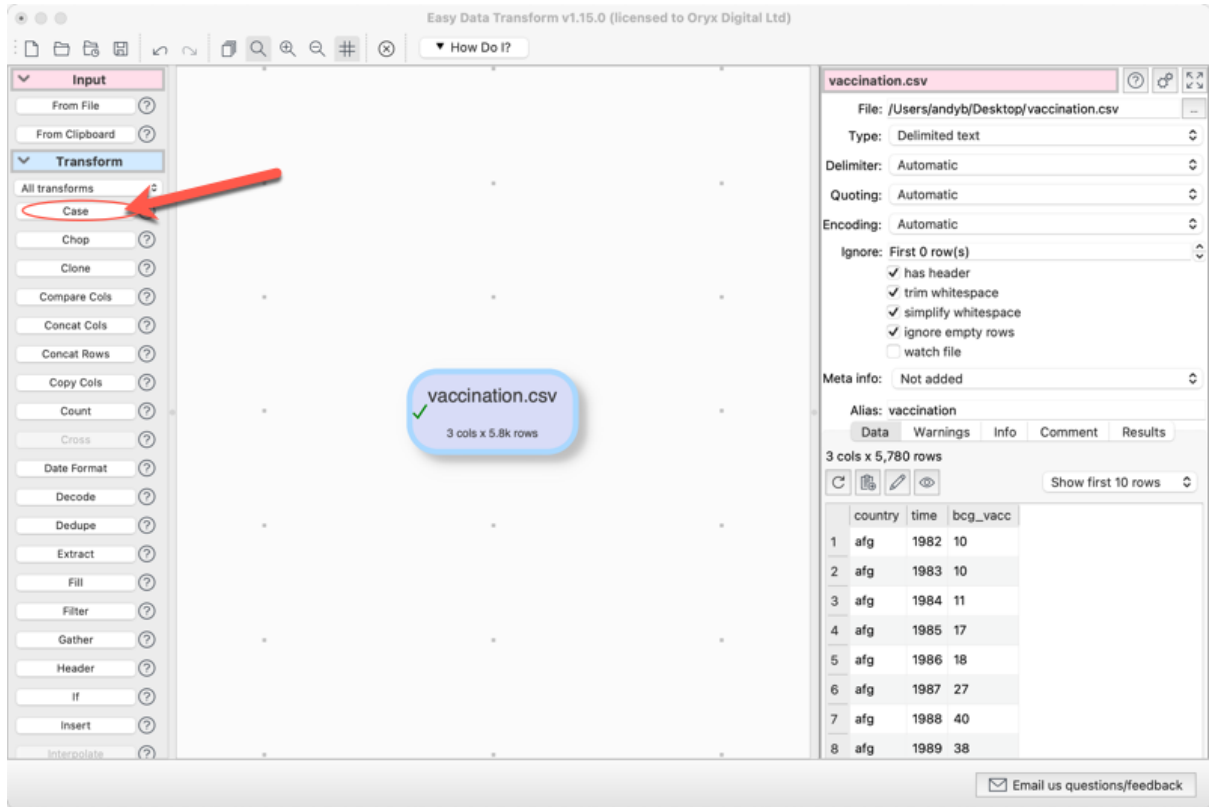 Easy Data Transform v1.15.0 (licensed to Oryx Digital Ltd)
▼ How Do I?
Input
From File
From Clipboard
Transform
All transforms
Case
Chop
Clone
Compare Cols
Concat Cols
Concat Rows
Copy Cols
Count
Cross
Date Format
Decode
Dedupe
Extract
Fill
Filter
Gather
Header
If
Insert
Interpolate
vaccination.csv
3 cols x 5.8k rows
vaccination.csv
File: /Users/andyb/Desktop/vaccination.csv ...
Type: Delimited text
Delimiter: Automatic
Quoting: Automatic
Encoding: Automatic
Ignore: First 0 row(s)
has header
trim whitespace
simplify whitespace
ignore empty rows
watch file
Meta info: Not added
Alias: vaccination
Data Warnings Info Comment Results
3 cols x 5,780 rows
Show first 10 rows
country time bcg_vacc
1 afg 1982 10
2 afg 1983 10
3 afg 1984 11
4 afg 1985 17
5 afg 1986 18
6 afg 1987 27
7 afg 1988 40
8 afg 1989 38
Email us questions/feedback